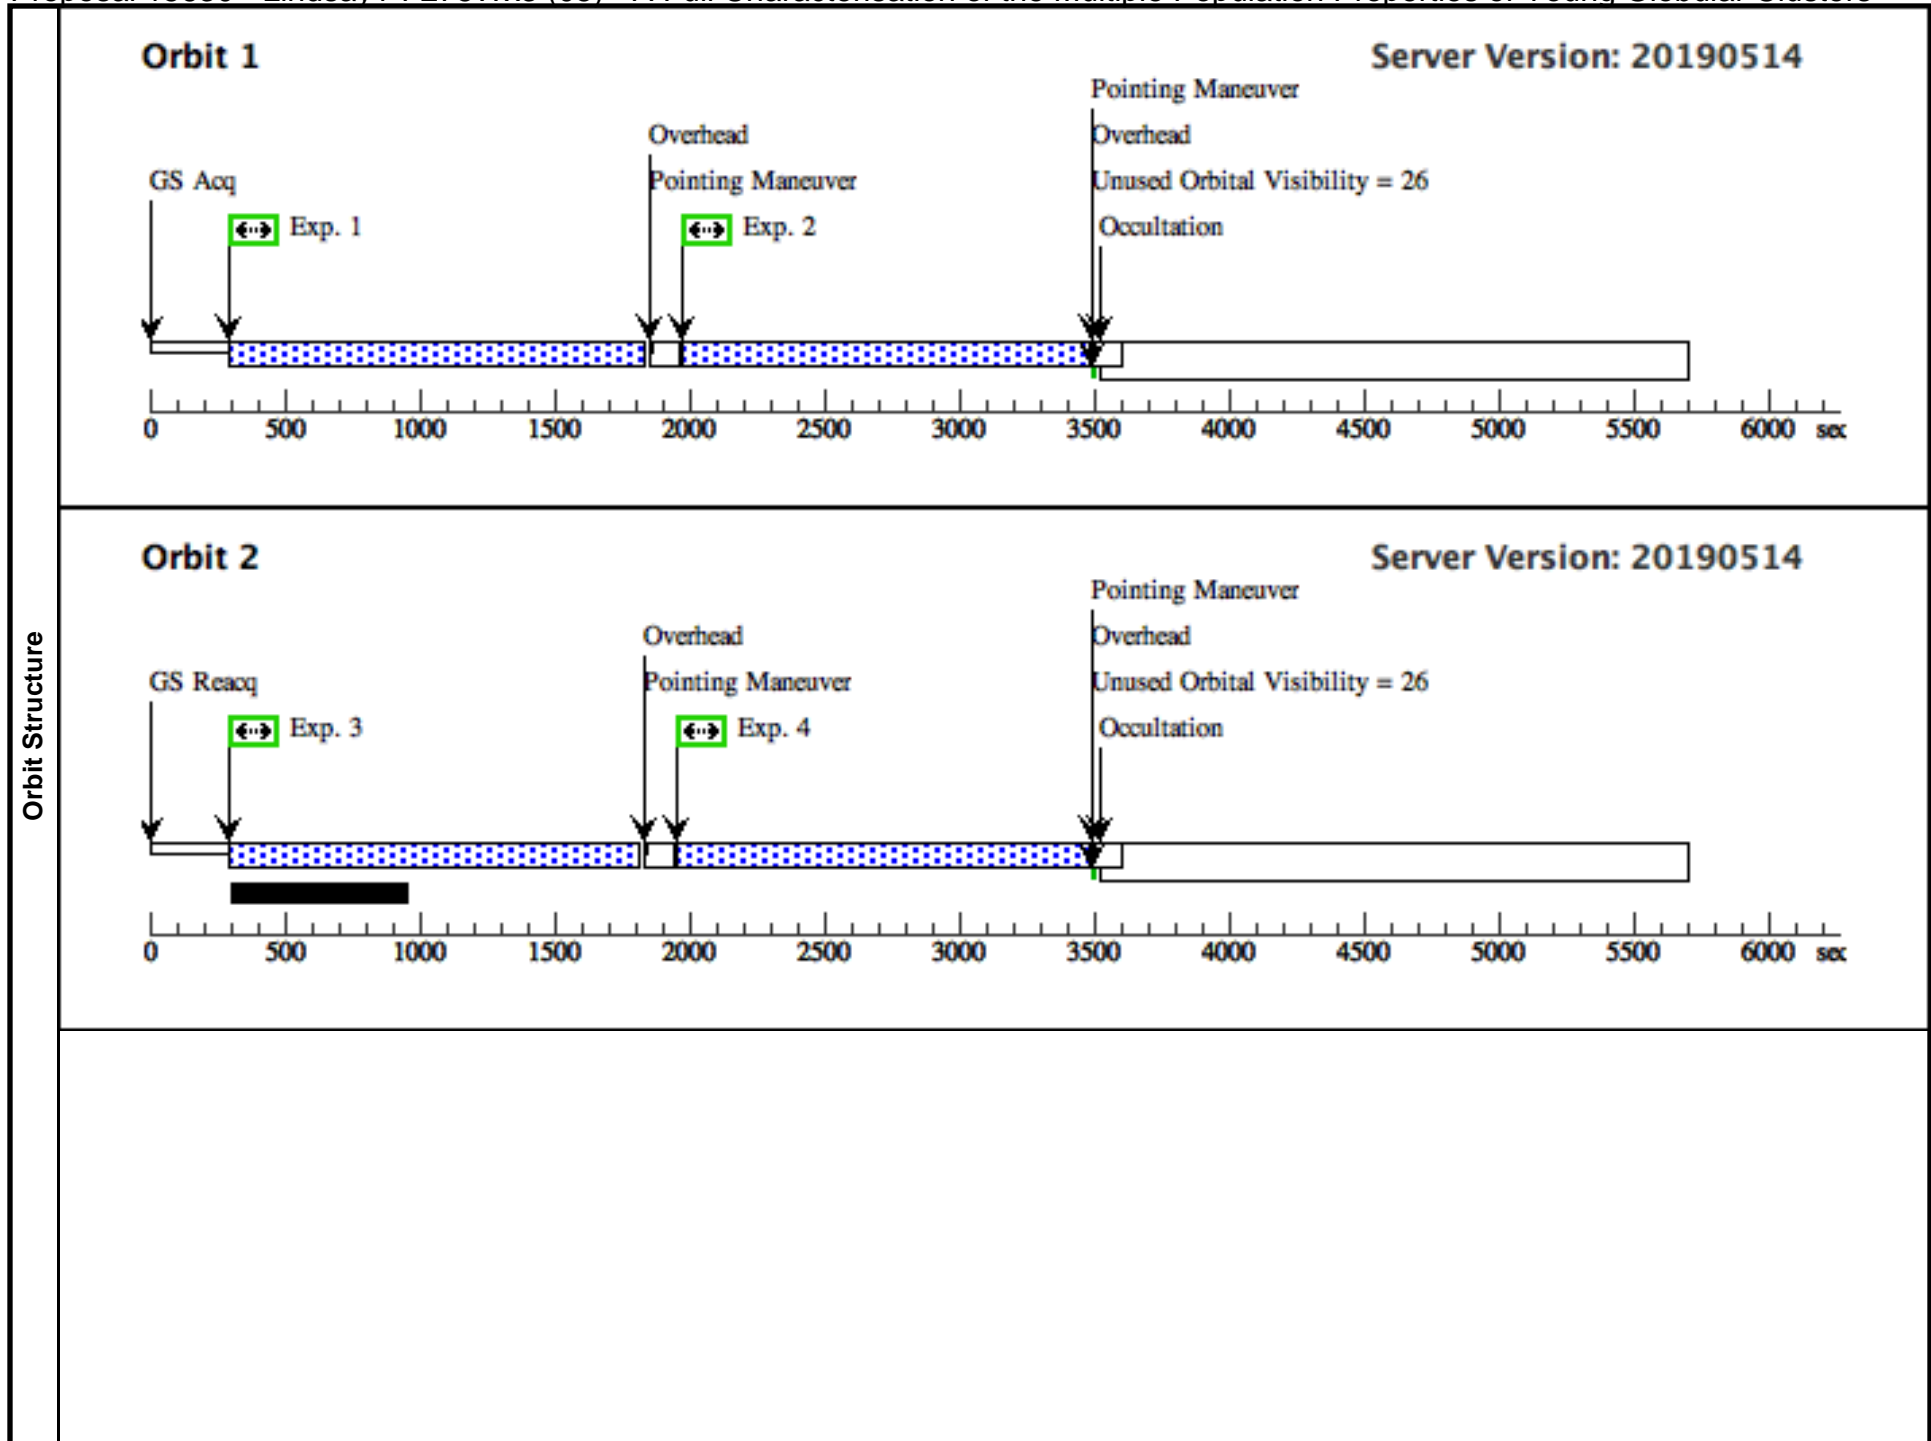 Orbit 1
Server Version: 20190514
Pointing Maneuver
Overhead
Overhead
GS Acq
Pointing Maneuver
Unused Orbital Visibility = 26
Exp. 1
Exp. 2
Occultation
0 500 1000 1500 2000 2500 3000 3500 4000 4500 5000 5500 6000 sec
Orbit Structure
Orbit 2
Server Version: 20190514
Pointing Maneuver
Overhead
Overhead
GS Reacq
Pointing Maneuver
Unused Orbital Visibility = 26
Exp. 3
Exp. 4
Occultation
0 500 1000 1500 2000 2500 3000 3500 4000 4500 5000 5500 6000 sec